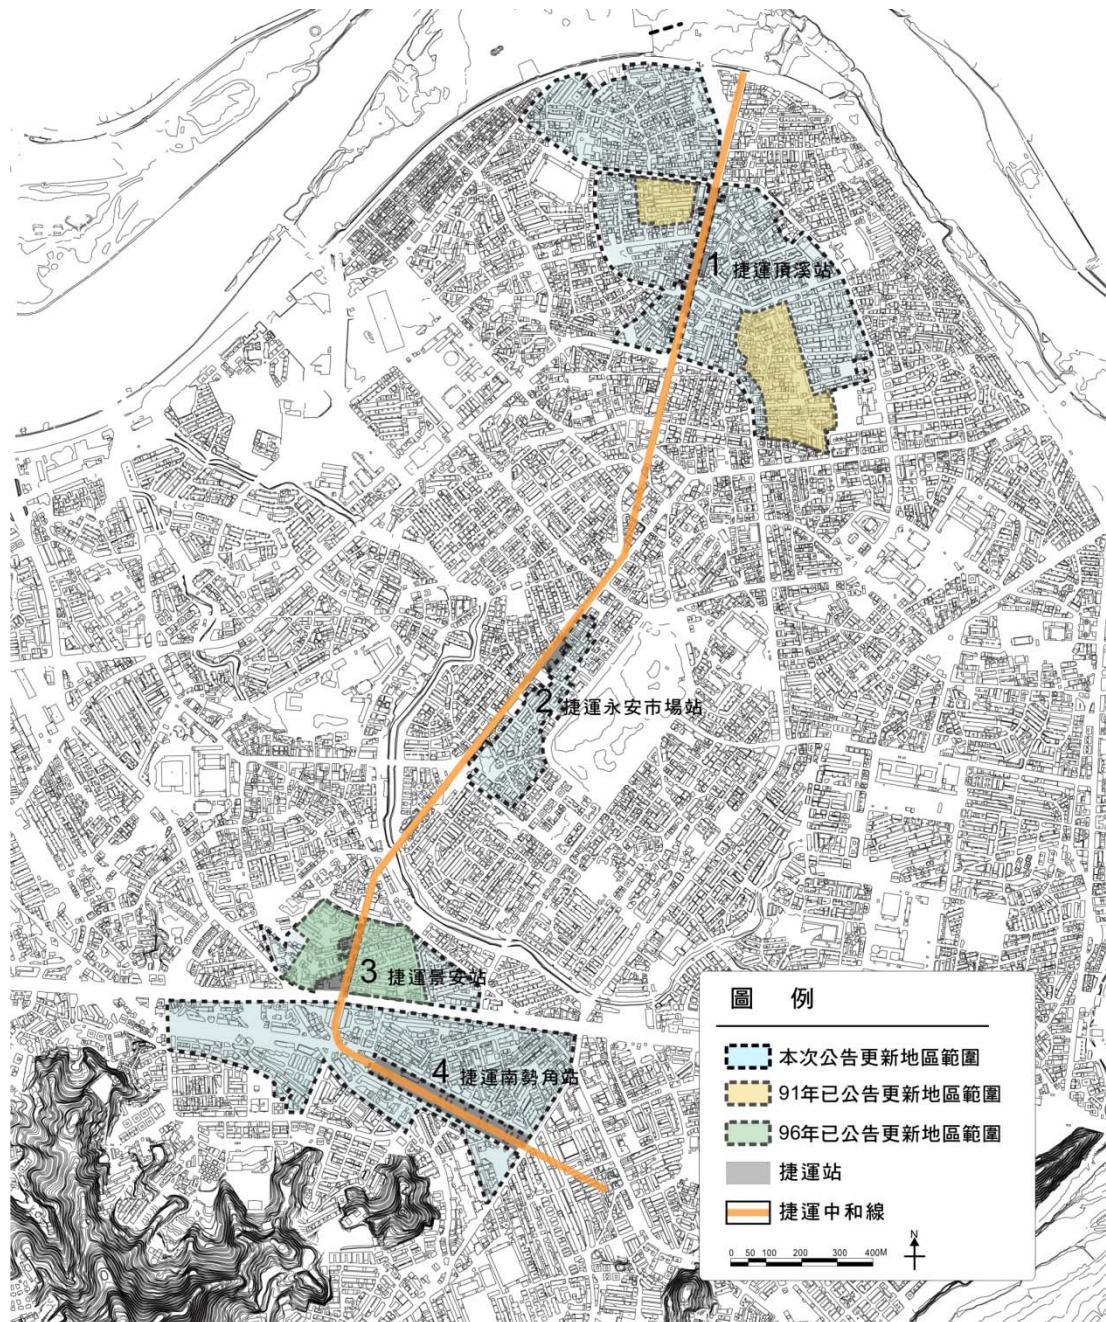 1 捷運頂溪站
2 捷運永安市場站
3 捷運景安站
4 捷運南勢角站
圖 例
本次公告更新地區範圍
91年已公告更新地區範圍
96年已公告更新地區範圍
捷運站
捷運中和線
0 50 100 200 300 400M
N